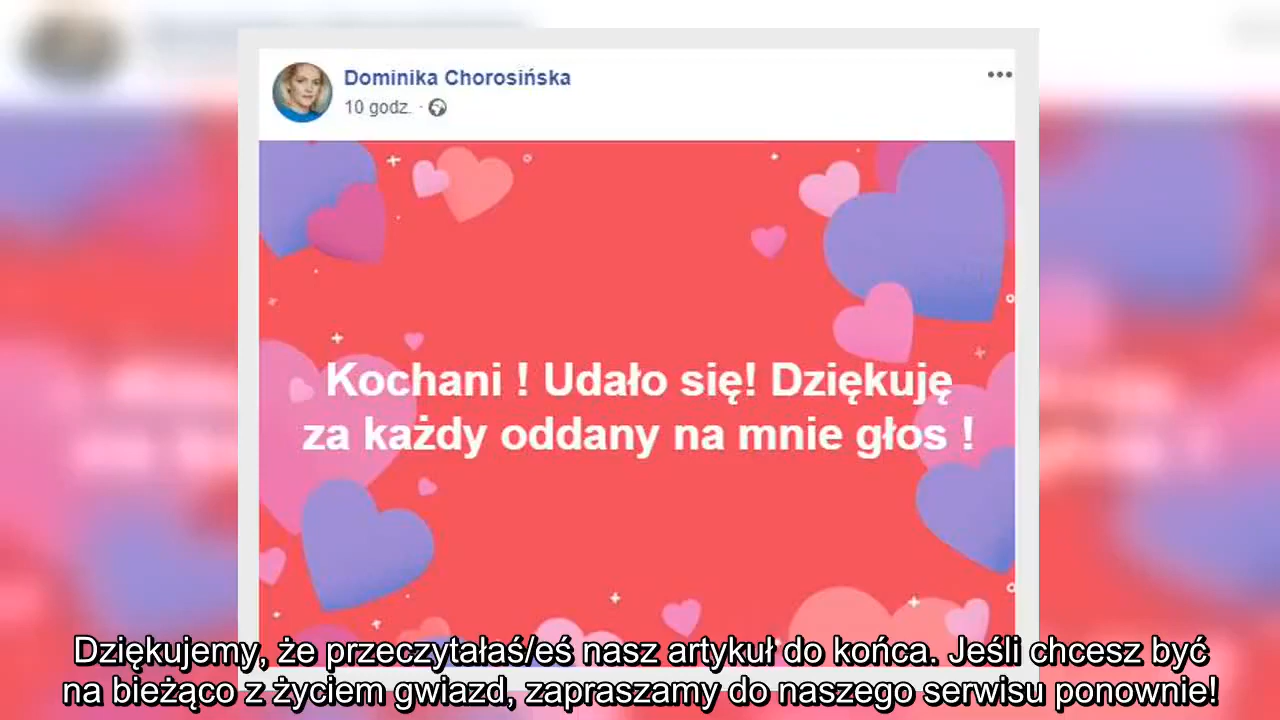 Dominika Chorosińska
10 godz. ·
Kochani ! Udało się! Dziękuję
za każdy oddany na mnie głos !
Dziękujemy, że przeczytałaś/eś nasz artykuł do końca. Jeśli chcesz być
na bieżąco z życiem gwiazd, zapraszamy do naszego serwisu ponownie!